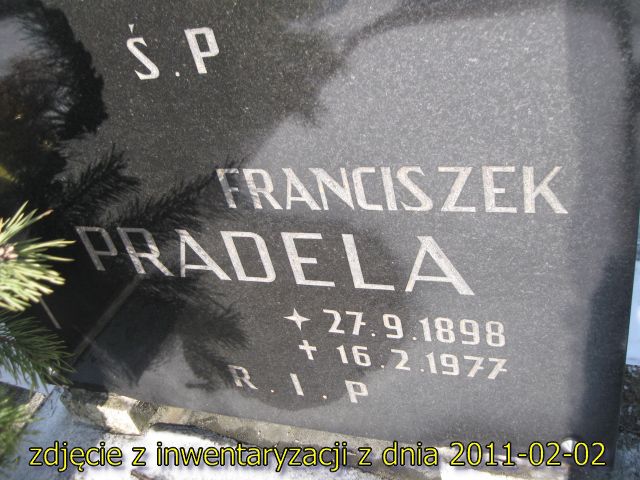 Ś.P
FRANCISZEK
PRADELA
27.9.1898
16.2.1977
R.I.P
zdjęcie z inwentaryzacji z dnia 2011-02-02